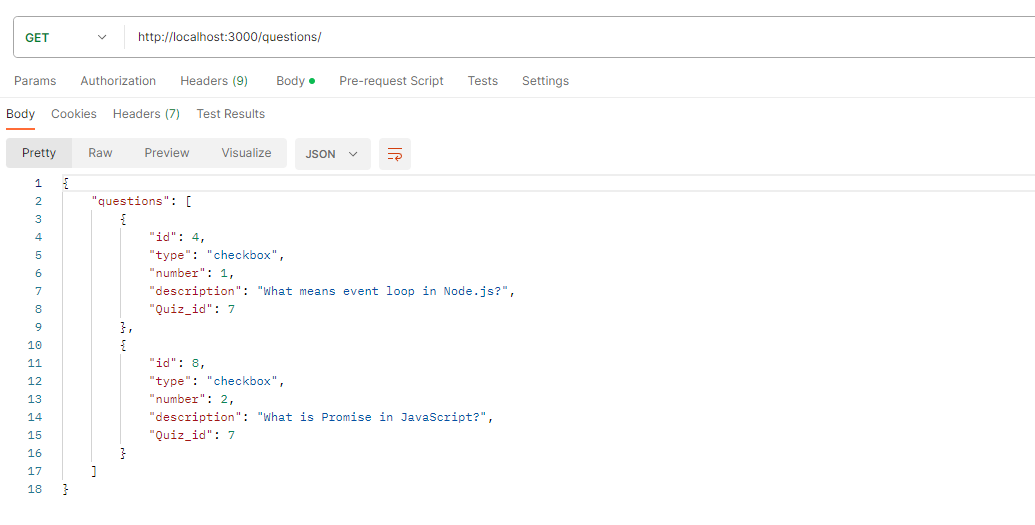 GET http://localhost:3000/questions/
Params Authorization Headers (9) Body Pre-request Script Tests Settings
Body Cookies Headers (7) Test Results
Pretty Raw Preview Visualize JSON
1 {
2 "questions": [
3 {
4 "id": 4,
5 "type": "checkbox",
6 "number": 1,
7 "description": "What means event loop in Node.js?",
8 "Quiz_id": 7
9 },
10 {
11 "id": 8,
12 "type": "checkbox",
13 "number": 2,
14 "description": "What is Promise in JavaScript?",
15 "Quiz_id": 7
16 }
17 ]
18 }